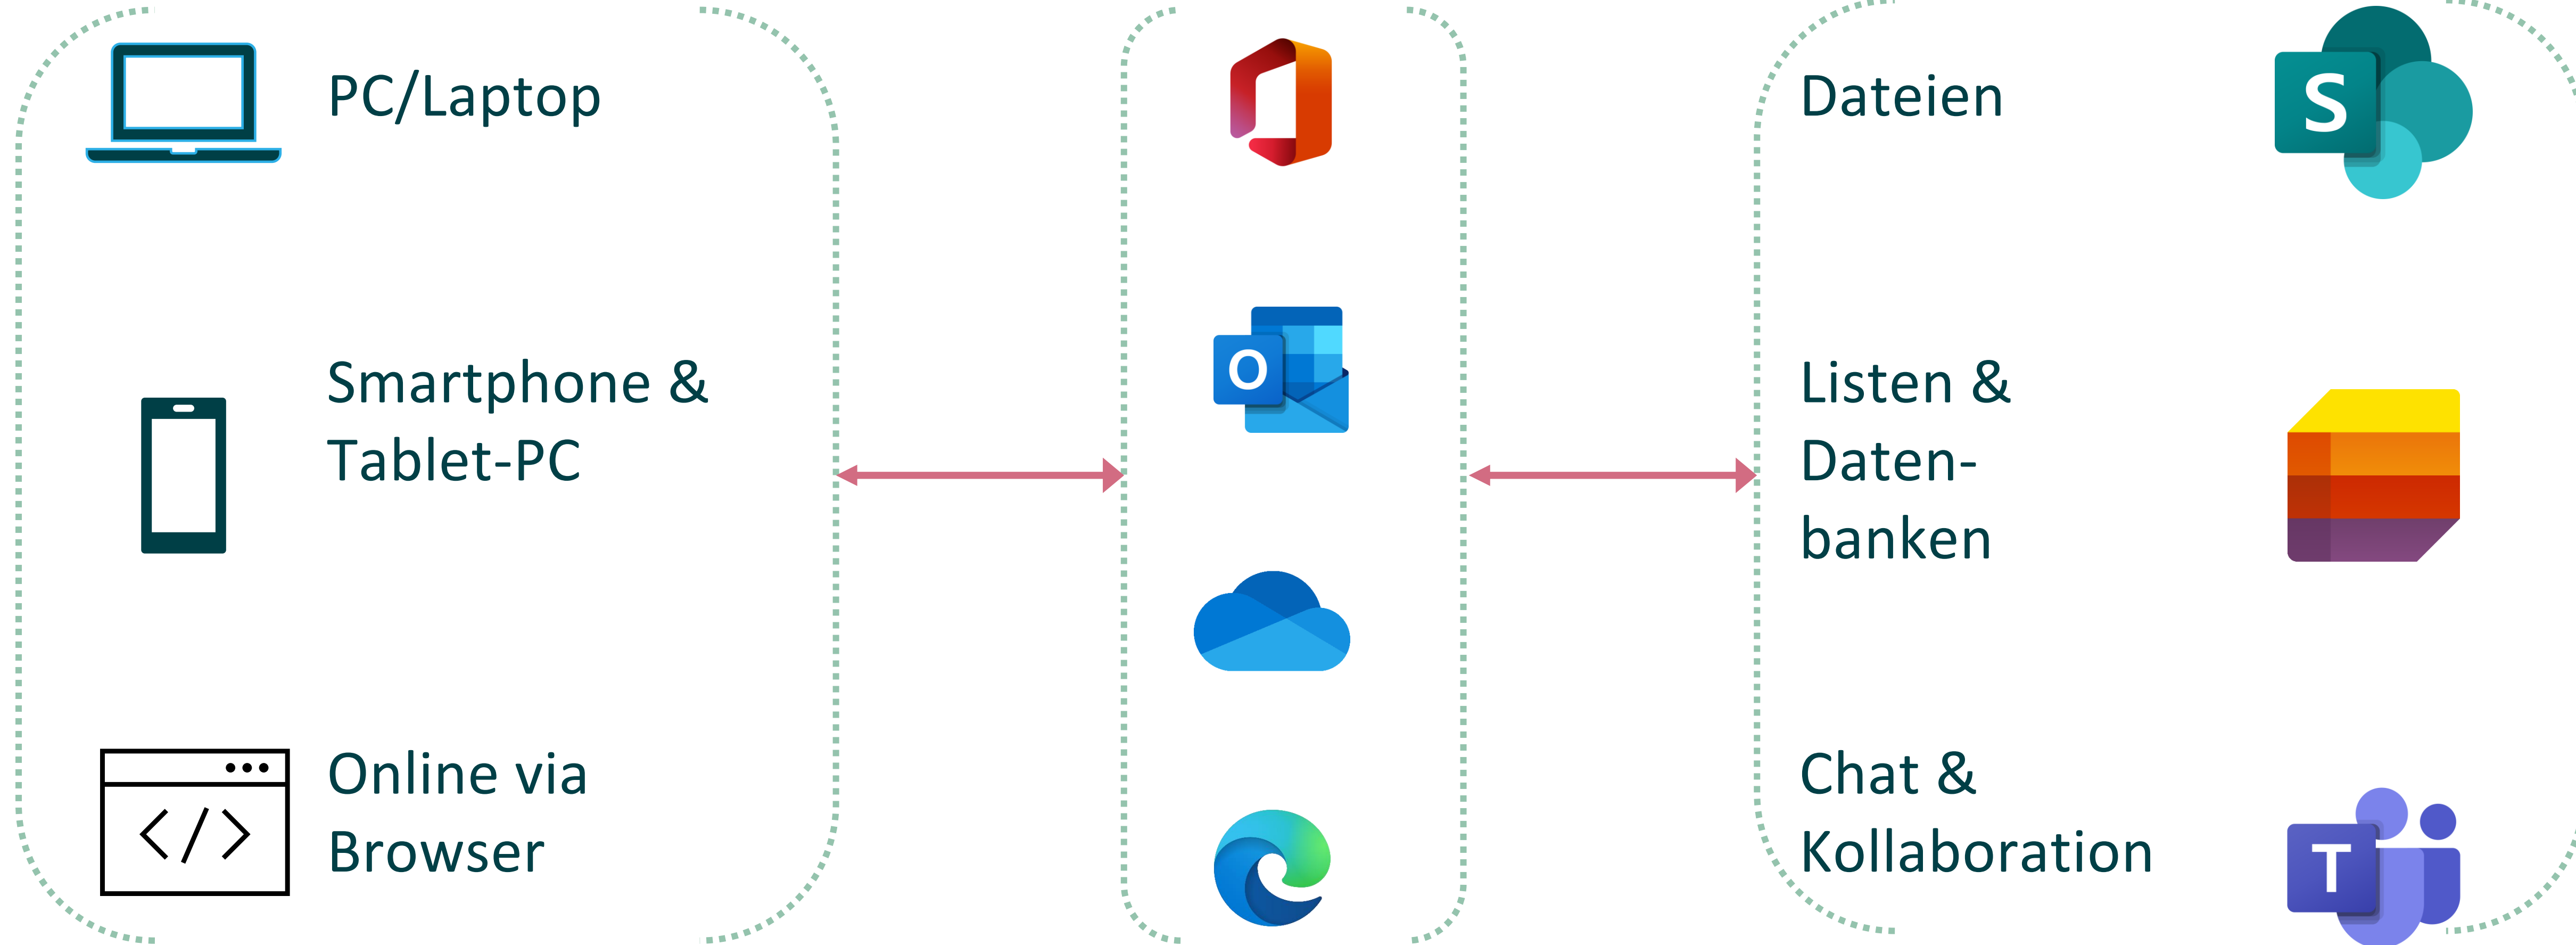 PC/Laptop
Smartphone &
Tablet-PC
</>
Online via
Browser
O
Dateien
S
Listen &
Daten-
banken
Chat &
Kollaboration
T